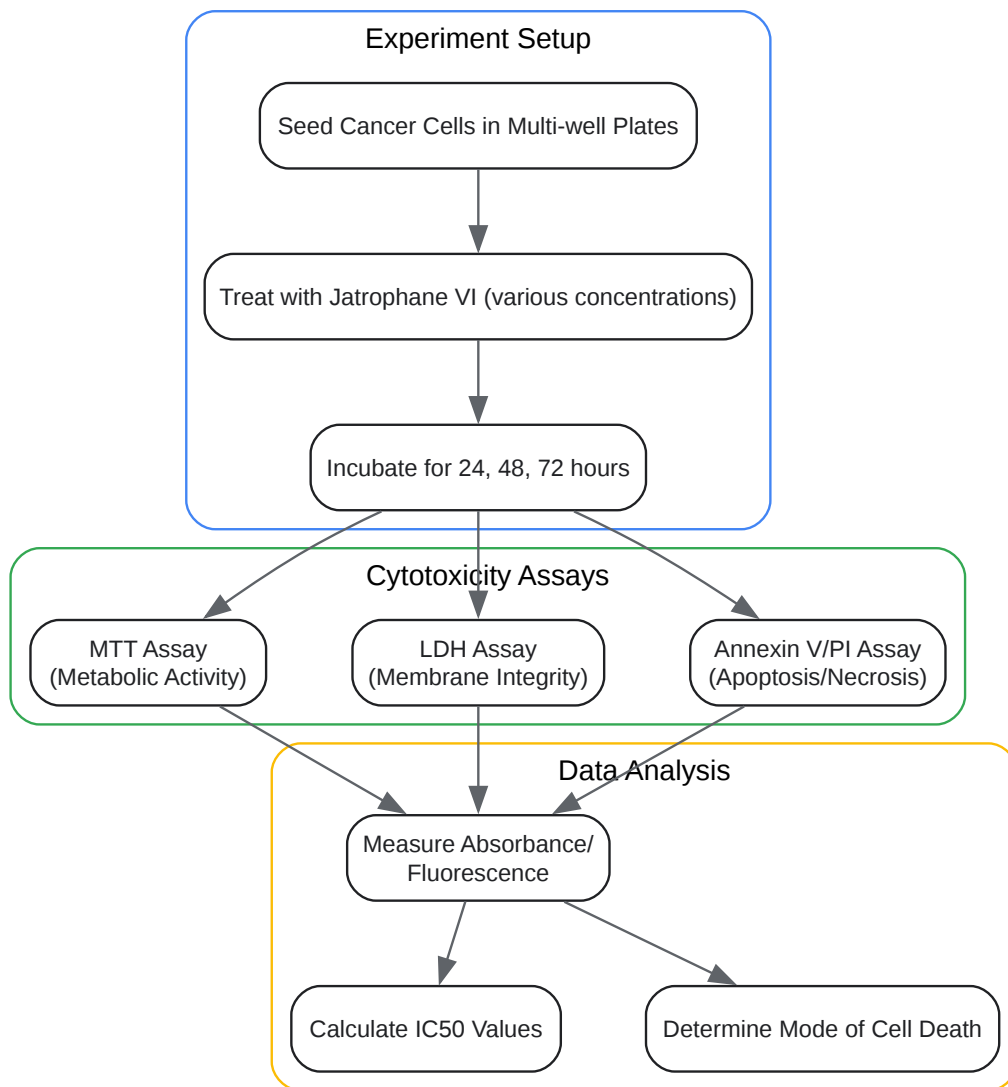 Experiment Setup
Seed Cancer Cells in Multi-well Plates
Treat with Jatrophane VI (various concentrations)
Incubate for 24, 48, 72 hours
Cytotoxicity Assays
MTT Assay
(Metabolic Activity)
LDH Assay
(Membrane Integrity)
Annexin V/PI Assay
(Apoptosis/Necrosis)
Data Analysis
Measure Absorbance/
Fluorescence
Calculate IC50 Values
Determine Mode of Cell Death